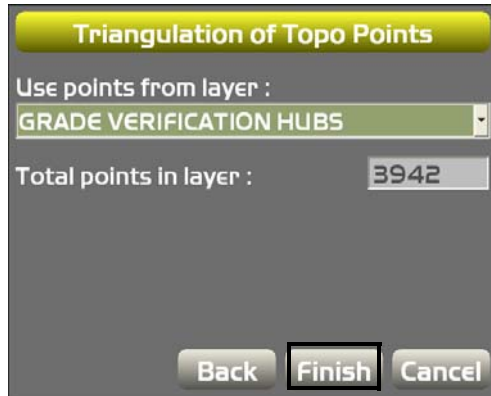 Triangulation of Topo Points
Use points from layer :
GRADE VERIFICATION HUBS
Total points in layer : 3942
Back Finish Cancel